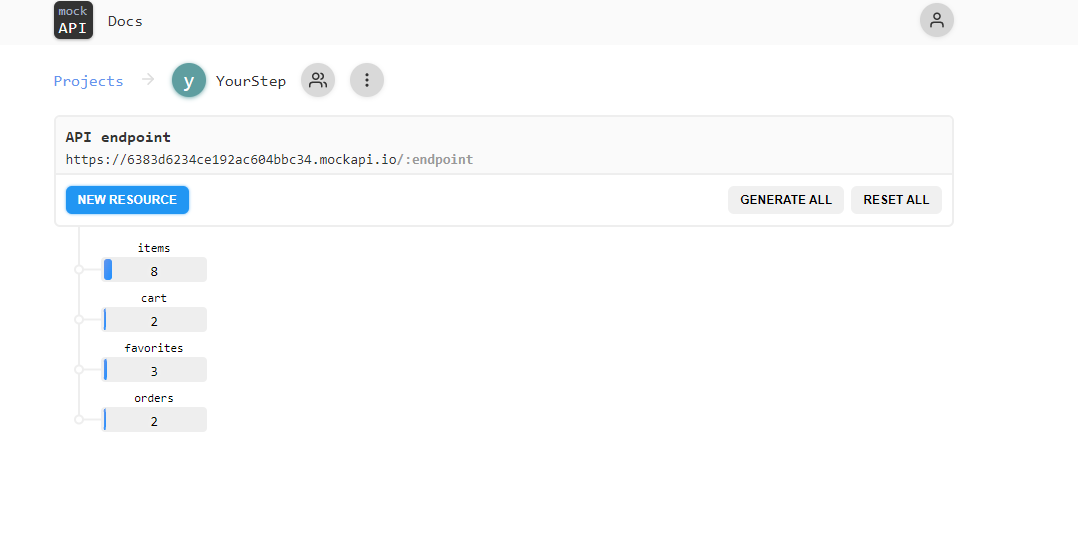 mock
API
Docs
Projects
y
YourStep
API endpoint
https://6383d6234ce192ac604bbc34.mockapi.io/:endpoint
NEW RESOURCE
GENERATE ALL
RESET ALL
items
8
cart
2
favorites
3
orders
2